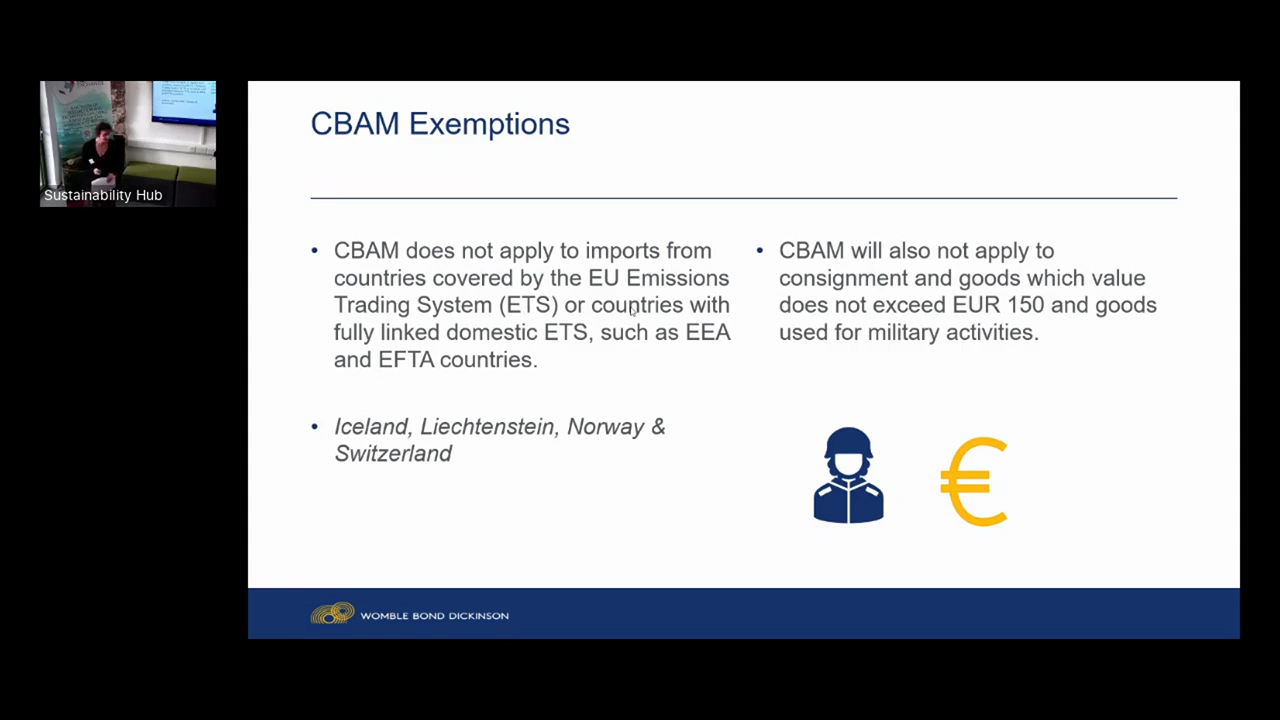 CBAM Exemptions
Sustainability Hub
• CBAM does not apply to imports from
countries covered by the EU Emissions
Trading System (ETS) or countries with
fully linked domestic ETS, such as EEA
and EFTA countries.
• Iceland, Liechtenstein, Norway &
Switzerland
• CBAM will also not apply to
consignment and goods which value
does not exceed EUR 150 and goods
used for military activities.
€
WOMBLE BOND DICKINSON